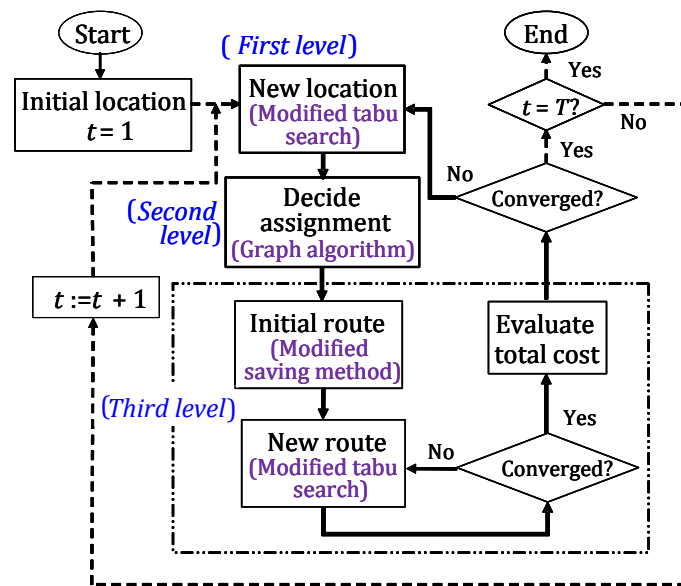 Start
Initial location
t = 1
( First level)
New location
(Modified tabu
search)
(Second
level)
Decide
assignment
(Graph algorithm)
t :=t + 1
Initial route
(Modified
saving method)
(Third level)
New route
(Modified tabu
search)
No
Converged?
Yes
Evaluate
total cost
No
Converged?
Yes
t = T?
No
Yes
End